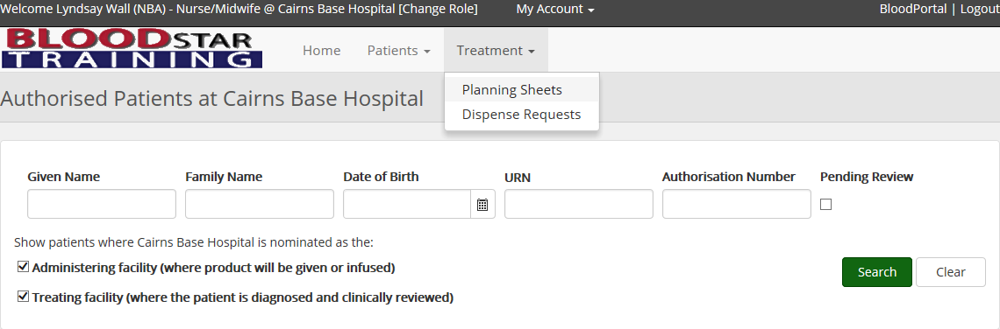 Welcome Lyndsay Wall (NBA) - Nurse/Midwife @ Cairns Base Hospital [Change Role] My Account BloodPortal | Logout
BLOODSTAR
TRAINING
Home Patients Treatment
Planning Sheets
Dispense Requests
Authorised Patients at Cairns Base Hospital
Given Name Family Name Date of Birth URN Authorisation Number Pending Review
Show patients where Cairns Base Hospital is nominated as the:
Administering facility (where product will be given or infused)
Treating facility (where the patient is diagnosed and clinically reviewed)
Search Clear